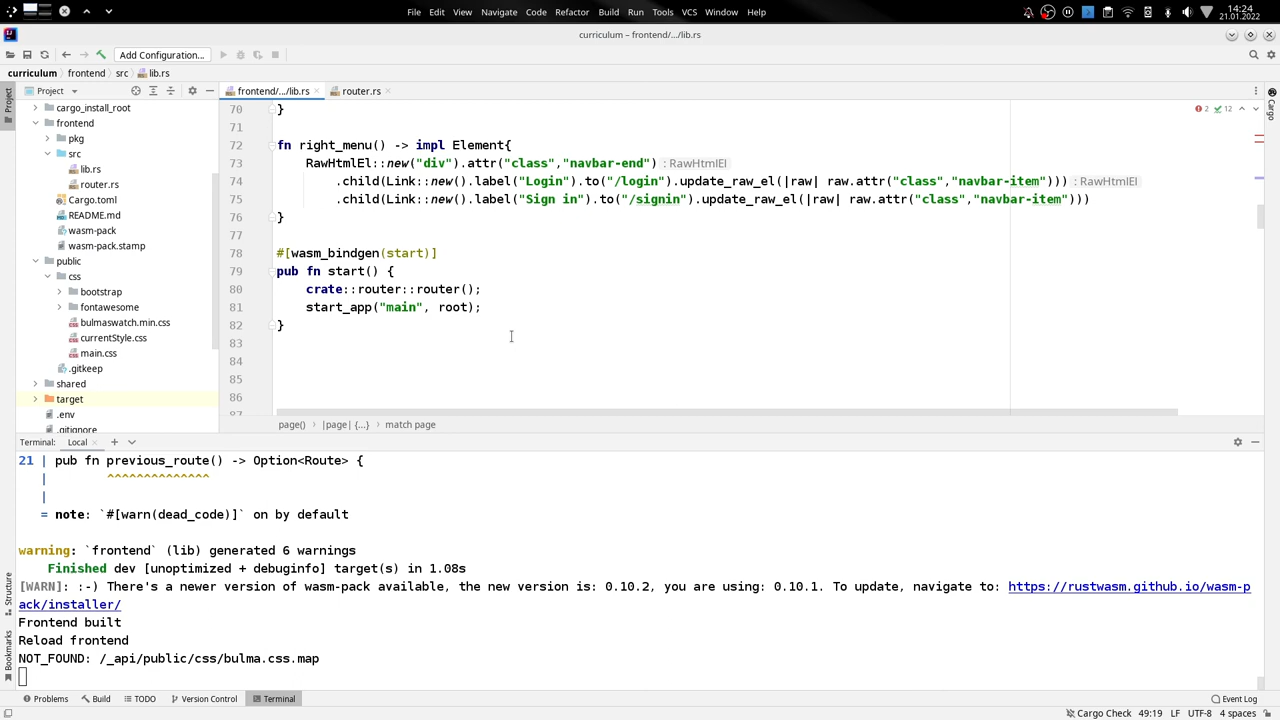 File Edit View Navigate Code Refactor Build Run Tools VCS Window Help
14:24
21.01.2022
curriculum – frontend/.../lib.rs
Add Configuration...
curriculum frontend src lib.rs
Project
frontend/.../lib.rs
router.rs
Project
Cargo
cargo_install_root
frontend
pkg
src
lib.rs
router.rs
Cargo.toml
README.md
wasm-pack
wasm-pack.stamp
public
css
bootstrap
fontawesome
bulmaswatch.min.css
currentStyle.css
main.css
.gitkeep
shared
target
.env
.gitignore
2 12
70 }
71
72 fn right_menu() -> impl Element{
73 RawHtmlEl::new("div").attr("class","navbar-end") : RawHtmlEl
74 .child(Link::new().label("Login").to("/login").update_raw_el(|raw| raw.attr("class","navbar-item"))) : RawHtmlEl
75 .child(Link::new().label("Sign in").to("/signin").update_raw_el(|raw| raw.attr("class","navbar-item")))
76 }
77
78 #[wasm_bindgen(start)]
79 pub fn start() {
80 crate::router::router();
81 start_app("main", root);
82 }
83
84
85
86
87
page() |page| {...} match page
Terminal: Local
21 | pub fn previous_route() -> Option<Route> {
| ^^^^^^^^^^^^^^
|
= note: `#[warn(dead_code)]` on by default
warning: `frontend` (lib) generated 6 warnings
Finished dev [unoptimized + debuginfo] target(s) in 1.08s
[WARN]: :-) There's a newer version of wasm-pack available, the new version is: 0.10.2, you are using: 0.10.1. To update, navigate to: https://rustwasm.github.io/wasm-p
ack/installer/
Frontend built
Reload frontend
NOT_FOUND: /_api/public/css/bulma.css.map
Structure
Bookmarks
Problems Build TODO Version Control Terminal
Event Log
Cargo Check 49:19 LF UTF-8 4 spaces